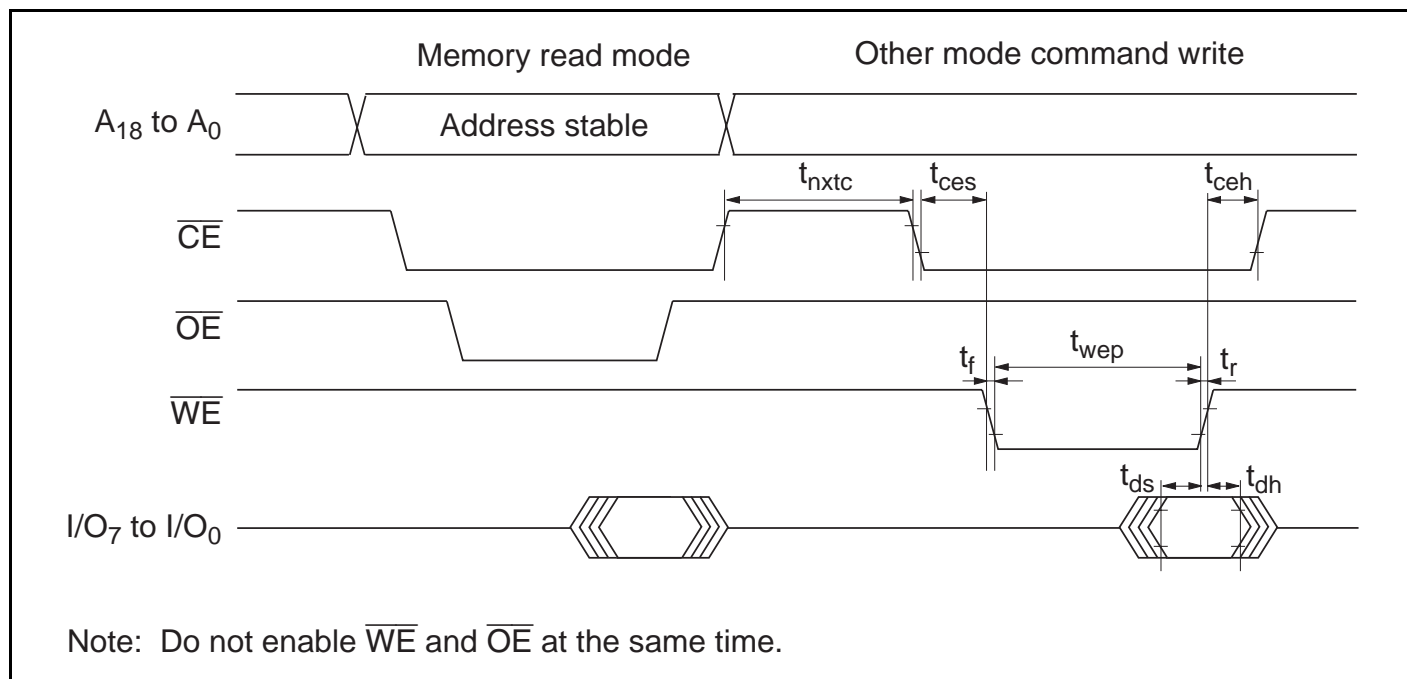 Memory read mode Other mode command write
A18 to A0 Address stable
tnxtc tces tceh
CE
OE
tf twep tr
WE
tds tdh
I/O7 to I/O0
Note: Do not enable WE and OE at the same time.